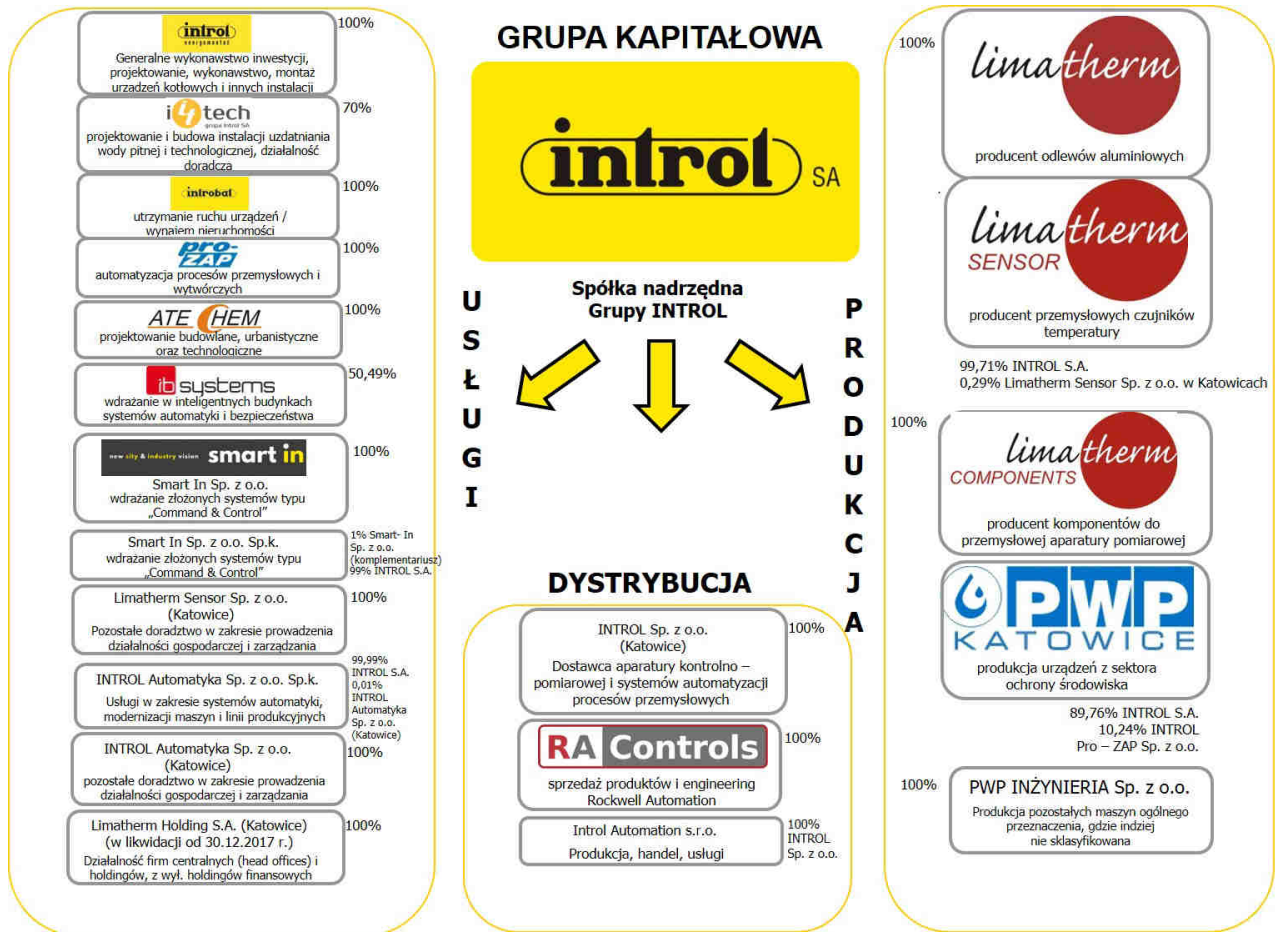 introl
energomontaż
100%
Generalne wykonawstwo inwestycji,
projektowanie, wykonawstwo, montaż
urządzeń kotłowych i innych instalacji
i4tech
grupa Introl SA
70%
projektowanie i budowa instalacji uzdatniania
wody pitnej i technologicznej, działalność
doradcza
introbat
100%
utrzymanie ruchu urządzeń /
wynajem nieruchomości
pro-
ZAP
100%
automatyzacja procesów przemysłowych i
wytwórczych
ATECHEM
100%
projektowanie budowlane, urbanistyczne
oraz technologiczne
ib systems
50,49%
wdrażanie w inteligentnych budynkach
systemów automatyki i bezpieczeństwa
new city & industry vision smart in
100%
Smart In Sp. z o.o.
wdrażanie złożonych systemów typu
„Command & Control”
Smart In Sp. z o.o. Sp.k.
wdrażanie złożonych systemów typu
„Command & Control”
1% Smart- In
Sp. z o.o.
(komplementariusz)
99% INTROL S.A.
Limatherm Sensor Sp. z o.o.
(Katowice)
100%
Pozostałe doradztwo w zakresie prowadzenia
działalności gospodarczej i zarządzania
INTROL Automatyka Sp. z o.o. Sp.k.
Usługi w zakresie systemów automatyki,
modernizacji maszyn i linii produkcyjnych
99,99%
INTROL S.A.
0,01%
INTROL
Automatyka
Sp. z o.o.
(Katowice)
INTROL Automatyka Sp. z o.o.
(Katowice)
100%
pozostałe doradztwo w zakresie prowadzenia
działalności gospodarczej i zarządzania
Limatherm Holding S.A. (Katowice)
(w likwidacji od 30.12.2017 r.)
100%
Działalność firm centralnych (head offices) i
holdingów, z wył. holdingów finansowych
GRUPA KAPITAŁOWA
introl SA
Spółka nadrzędna
Grupy INTROL
USŁUGI
PRODUKCJA
DYSTRYBUCJA
INTROL Sp. z o.o.
(Katowice)
100%
Dostawca aparatury kontrolno –
pomiarowej i systemów automatyzacji
procesów przemysłowych
RA Controls
100%
sprzedaż produktów i engineering
Rockwell Automation
Introl Automation s.r.o.
Produkcja, handel, usługi
100%
INTROL
Sp. z o.o.
100%
limatherm
producent odlewów aluminiowych
limatherm
SENSOR
producent przemysłowych czujników
temperatury
99,71% INTROL S.A.
0,29% Limatherm Sensor Sp. z o.o. w Katowicach
100%
limatherm
COMPONENTS
producent komponentów do
przemysłowej aparatury pomiarowej
PWP
KATOWICE
produkcja urządzeń z sektora
ochrony środowiska
89,76% INTROL S.A.
10,24% INTROL
Pro – ZAP Sp. z o.o.
100%
PWP INŻYNIERIA Sp. z o.o.
Produkcja pozostałych maszyn ogólnego
przeznaczenia, gdzie indziej
nie sklasyfikowana